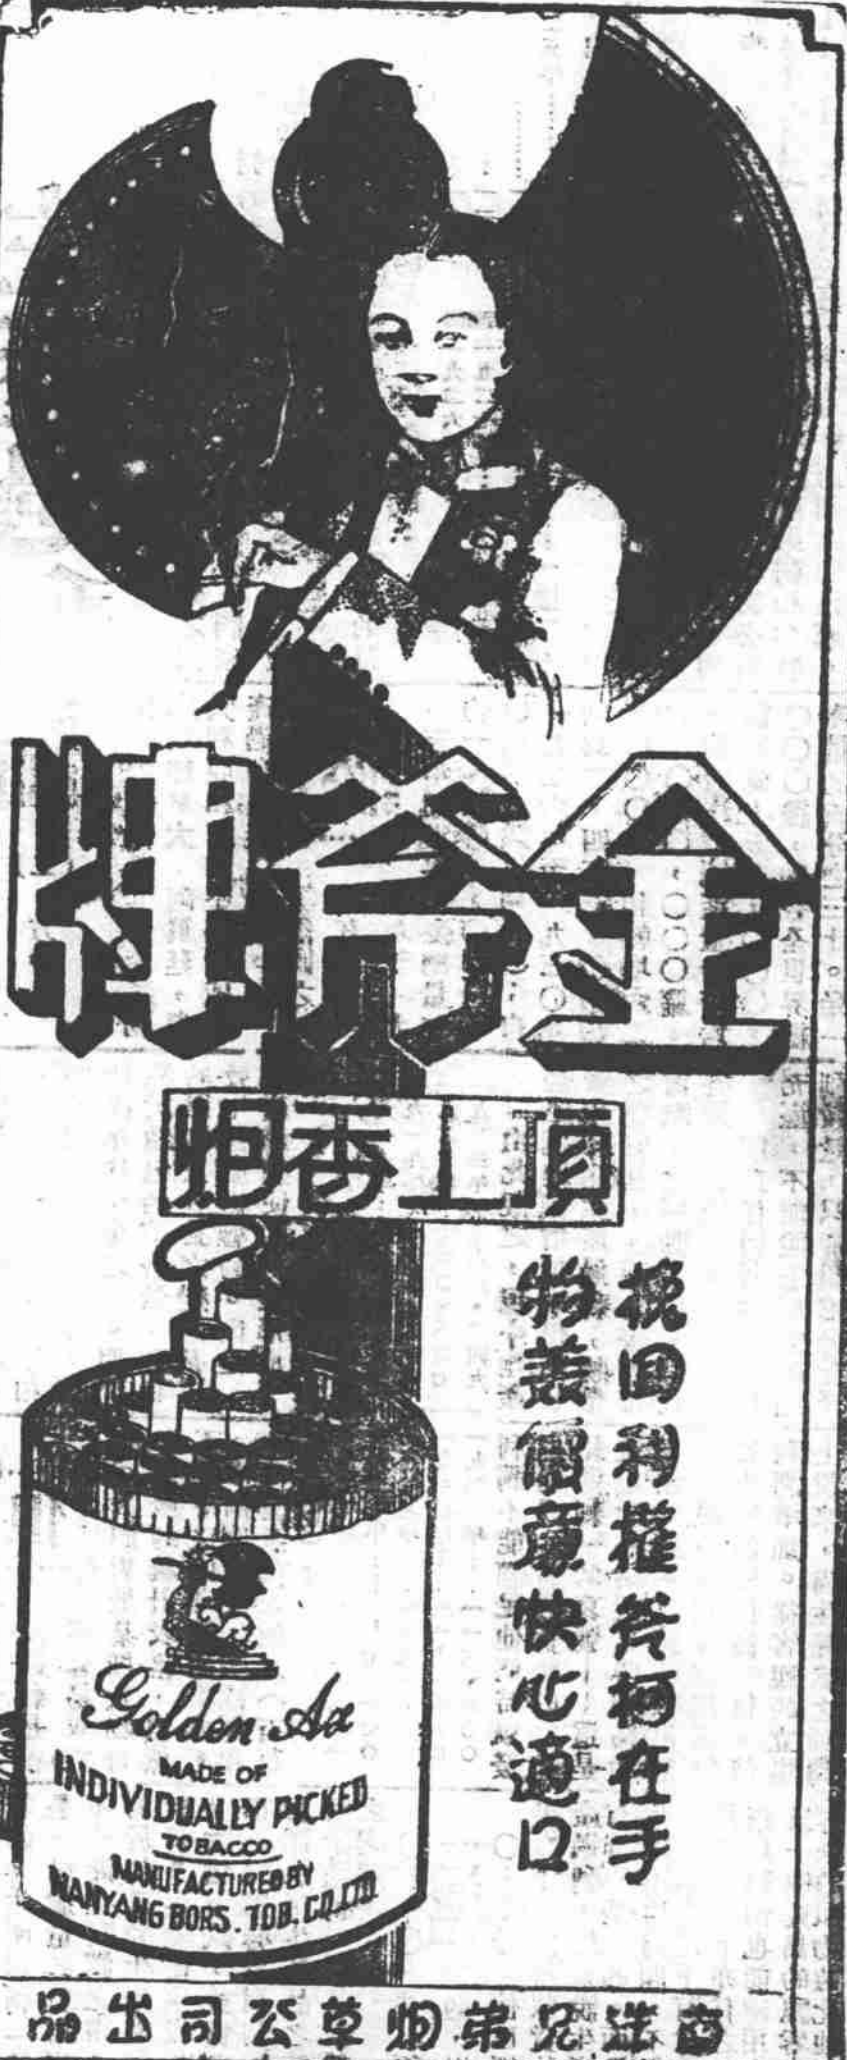 金斧牌
頂上香烟
挽回利權斧柯在手
物美價廉快心適口
Golden Ax
MADE OF
INDIVIDUALLY PICKED
TOBACCO
MANUFACTURED BY
NANYANG BORS. TOB. CO. LTD.
南洋兄弟烟草公司出品